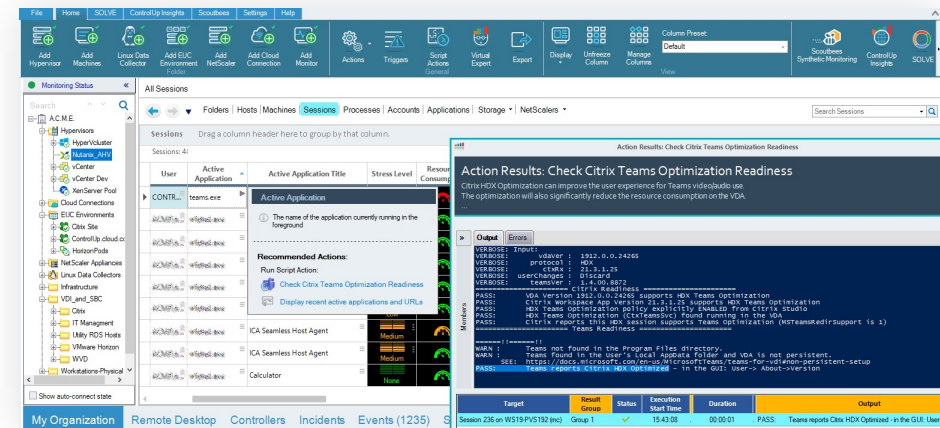 File Home SOLVE ControlUp Insights Scoutbees Settings Help
Add Hypervisor
Add Machines
Linux Data Collector
Add EUC Environment
Add NetScaler
Add Cloud Connection
Add Monitor
Actions
Triggers
Script Actions
Virtual Expert
Export
Display
Unfreeze Column
Manage Columns
Column Preset:
Default
Scoutbees Synthetic Monitoring
ControlUp Insights
SOLVE
Folder
General
View
Monitoring Status
All Sessions
Search
Folders Hosts Machines Sessions Processes Accounts Applications Storage NetScalers
Search Sessions
A.C.M.E.
Hypervisors
HyperVcluster
Nutanix_AHV
vCenter
vCenter Dev
XenServer Pool
Cloud Connections
EUC Environments
Citrix Site
ControlUp.cloud.co
HorizonPods
NetScaler Appliances
Linux Data Collectors
Infrastructure
VDI_and_SBC
Citrix
IT Managment
Utility RDS Hosts
VMware Horizon
WVD
Workstations-Physical
Show auto-connect state
Sessions Drag a column header here to group by that column.
Sessions:
User
Active Application
Active Application Title
Stress Level
CONTR... teams.exe
Active Application
The name of the application currently running in the foreground
Recommended Actions:
Run Script Action:
Check Citrix Teams Optimization Readiness
Display recent active applications and URLs
Low
ICA Seamless Host Agent
Medium
ICA Seamless Host Agent
Medium
Calculator
None
Action Results: Check Citrix Teams Optimization Readiness
Action Results: Check Citrix Teams Optimization Readiness
Citrix HDX Optimization can improve the user experience for Teams video/audio use.
The optimization will also significantly reduce the resource consumption on the VDA.
...
» Output Errors
Members
VERBOSE: Input:
VERBOSE: vdaVer : 1912.0.0.24265
VERBOSE: protocol : HDX
VERBOSE: ctxRx : 21.3.1.25
VERBOSE: userChanges : Discard
VERBOSE: teamsVer : 1.4.00.8872
====================== Citrix Readiness ======================
PASS: VDA Version 1912.0.0.24265 supports HDX Teams Optimization
PASS: Citrix Workspace App Version 21.3.1.25 supports HDX Teams Optimization
PASS: HDX Teams Optimization policy explicitly ENABLED from Citrix Studio
PASS: HDX Teams Optimization (CtxTeamsSvc) found running in the VDA
PASS: Citrix reports this HDX session supports Teams Optimization (MSTeamsRedirSupport is 1)
====================== Teams Readiness ======================
======!!======!!
WARN : Teams not found in the Program Files directory.
WARN : Teams found in the User's Local AppData folder and VDA is not persistent.
SEE: https://docs.microsoft.com/en-us/MicrosoftTeams/teams-for-vdi#non-persistent-setup
PASS: Teams reports Citrix HDX Optimized - in the GUI: User-> About->Version
Target Result Group Status Execution Start Time Duration Output
Session 236 on WS19-PVS192 (nc) Group 1 15:43:08 00:00:01 PASS: Teams reports Citrix HDX Optimized - in the GUI: User
My Organization Remote Desktop Controllers Incidents Events (1235)